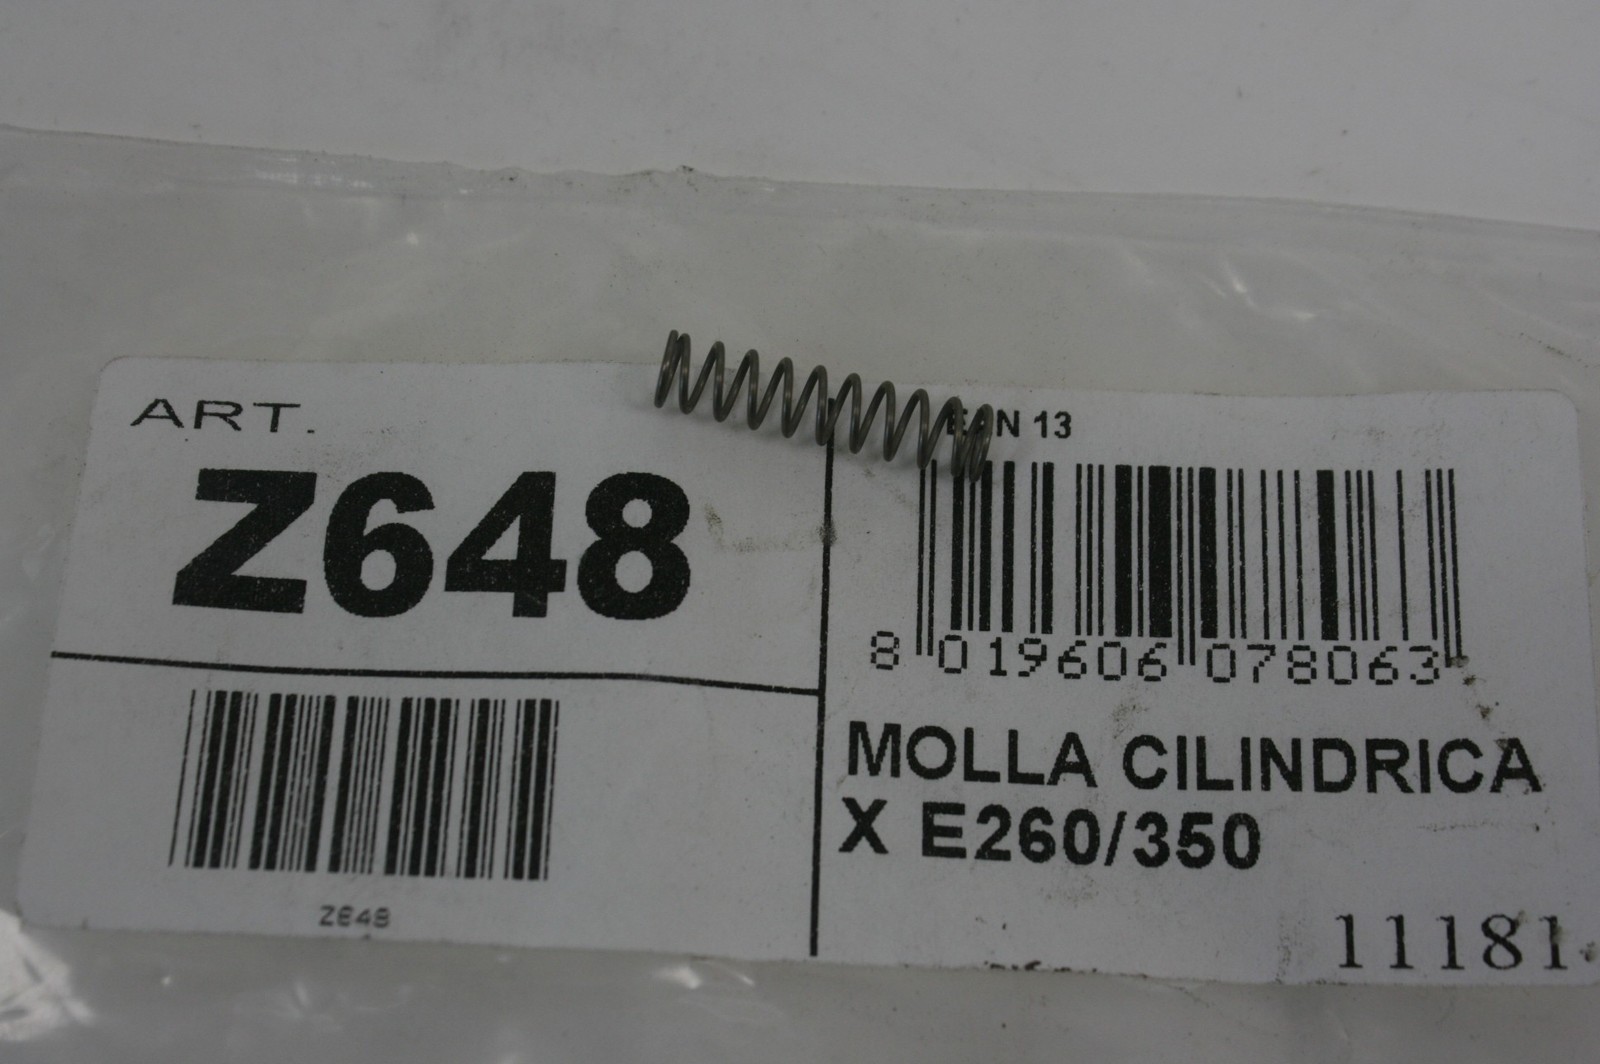 ART.
Z648
Z648
EAN 13
8 019606 078063
MOLLA CILINDRICA
X E260/350
11181